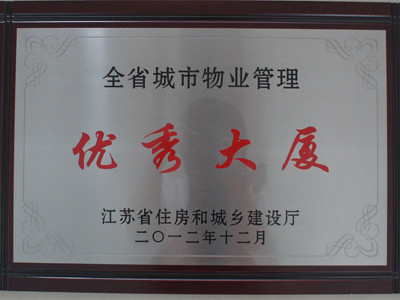 全省城市物业管理
优秀大厦
江苏省住房和城乡建设厅
二〇一二年十二月